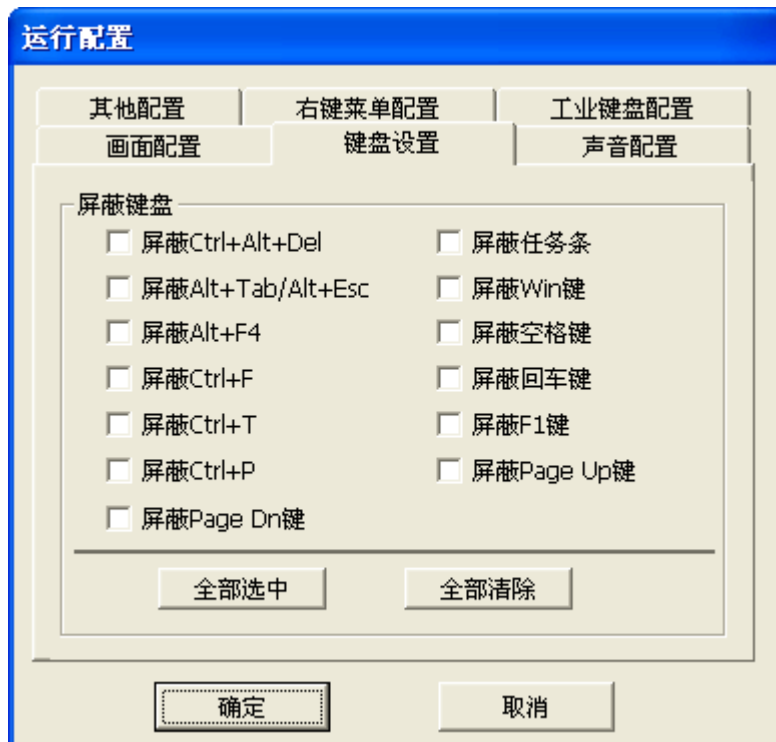 运行配置
其他配置 右键菜单配置 工业键盘配置
画面配置 键盘设置 声音配置
屏蔽键盘
屏蔽Ctrl+Alt+Del 屏蔽任务条
屏蔽Alt+Tab/Alt+Esc 屏蔽Win键
屏蔽Alt+F4 屏蔽空格键
屏蔽Ctrl+F 屏蔽回车键
屏蔽Ctrl+T 屏蔽F1键
屏蔽Ctrl+P 屏蔽Page Up键
屏蔽Page Dn键
全部选中 全部清除
确定 取消